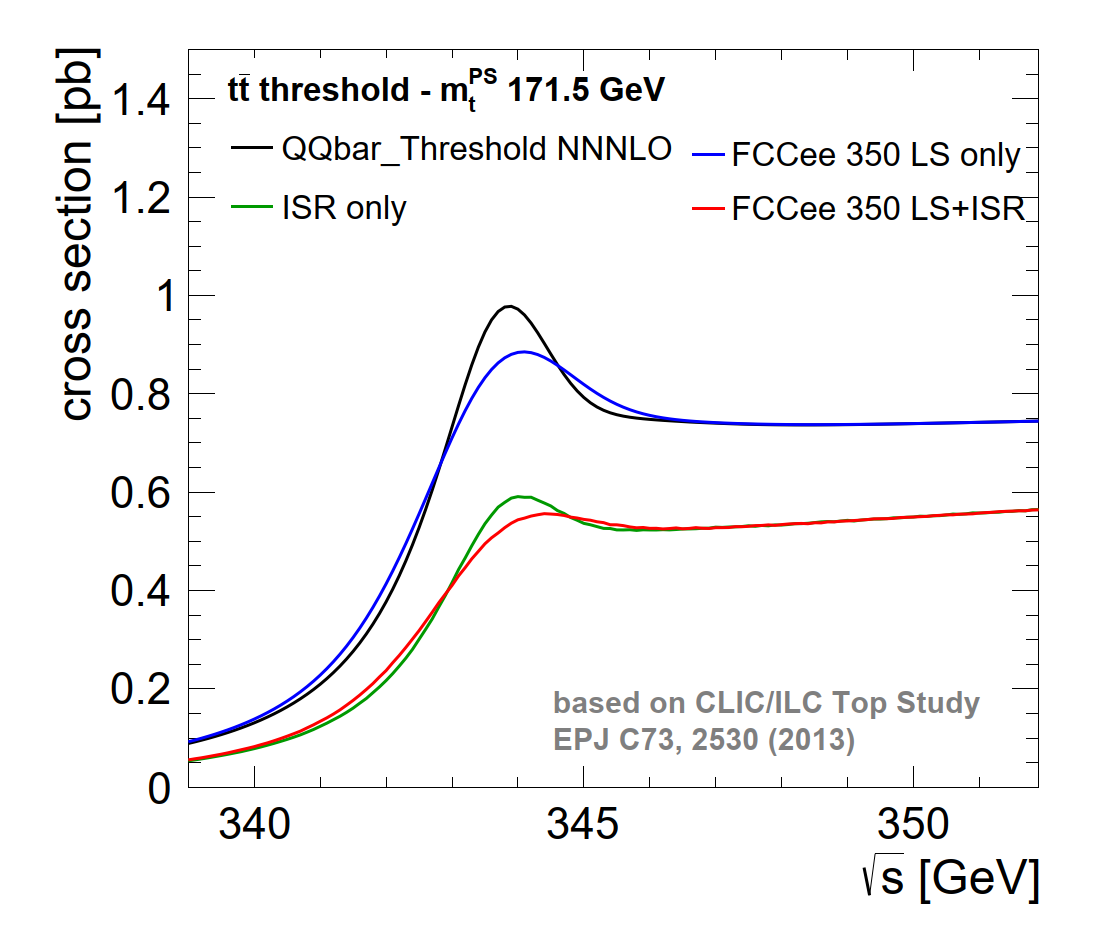 cross section [pb]
1.4
1.2
1
0.8
0.6
0.4
0.2
0
tt̄ threshold - mₜᴾˢ 171.5 GeV
QQbar_Threshold NNNLO
FCCee 350 LS only
ISR only
FCCee 350 LS+ISR
based on CLIC/ILC Top Study
EPJ C73, 2530 (2013)
340 345 350
√s [GeV]